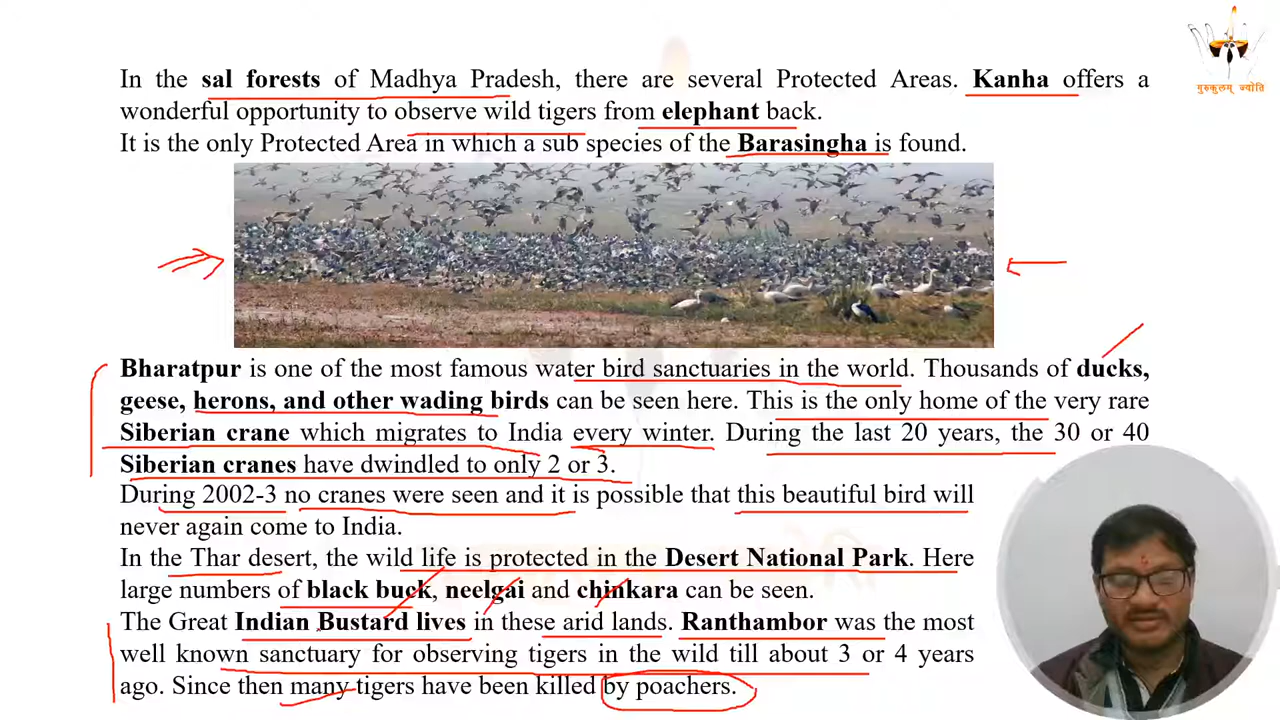 गुरुकुलम् ज्योति
In the sal forests of Madhya Pradesh, there are several Protected Areas. Kanha offers a
wonderful opportunity to observe wild tigers from elephant back.
It is the only Protected Area in which a sub species of the Barasingha is found.
Bharatpur is one of the most famous water bird sanctuaries in the world. Thousands of ducks,
geese, herons, and other wading birds can be seen here. This is the only home of the very rare
Siberian crane which migrates to India every winter. During the last 20 years, the 30 or 40
Siberian cranes have dwindled to only 2 or 3.
During 2002-3 no cranes were seen and it is possible that this beautiful bird will
never again come to India.
In the Thar desert, the wild life is protected in the Desert National Park. Here
large numbers of black buck, neelgai and chinkara can be seen.
The Great Indian Bustard lives in these arid lands. Ranthambor was the most
well known sanctuary for observing tigers in the wild till about 3 or 4 years
ago. Since then many tigers have been killed by poachers.